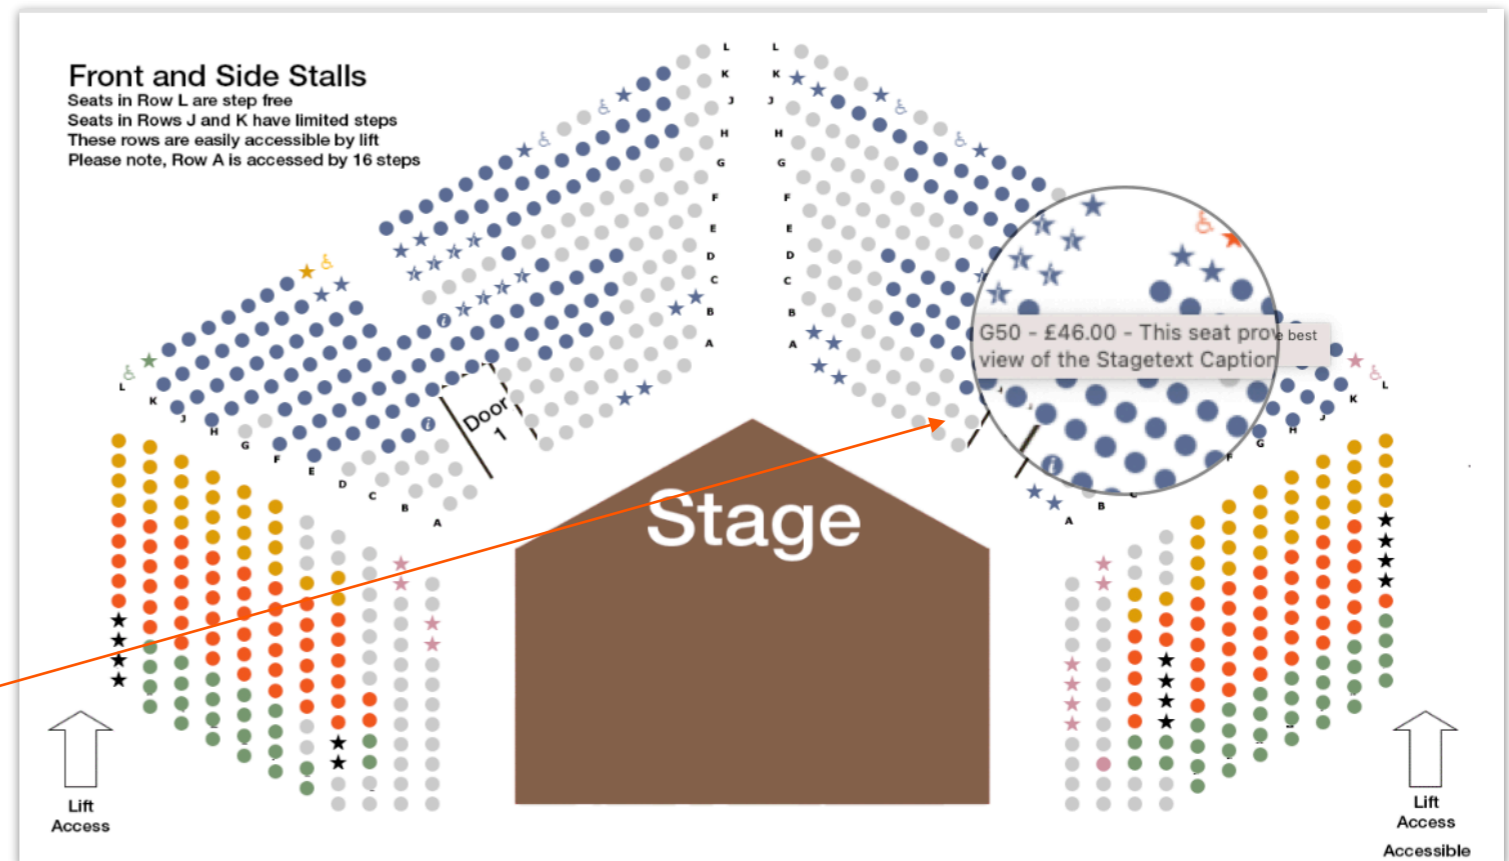 Front and Side Stalls
Seats in Row L are step free
Seats in Rows J and K have limited steps
These rows are easily accessible by lift
Please note, Row A is accessed by 16 steps
L
K
J
H
G
F
E
D
C
B
A
L
K
J
H
G
F
E
D
C
B
A
L
K
J
H
G
F
E
D
C
B
A
G50 - £46.00 - This seat prov
e best
view of the Stagetext Caption
L
K
J
H
G
F
B
A
Door
1
Stage
Lift
Access
Lift
Access
Accessible